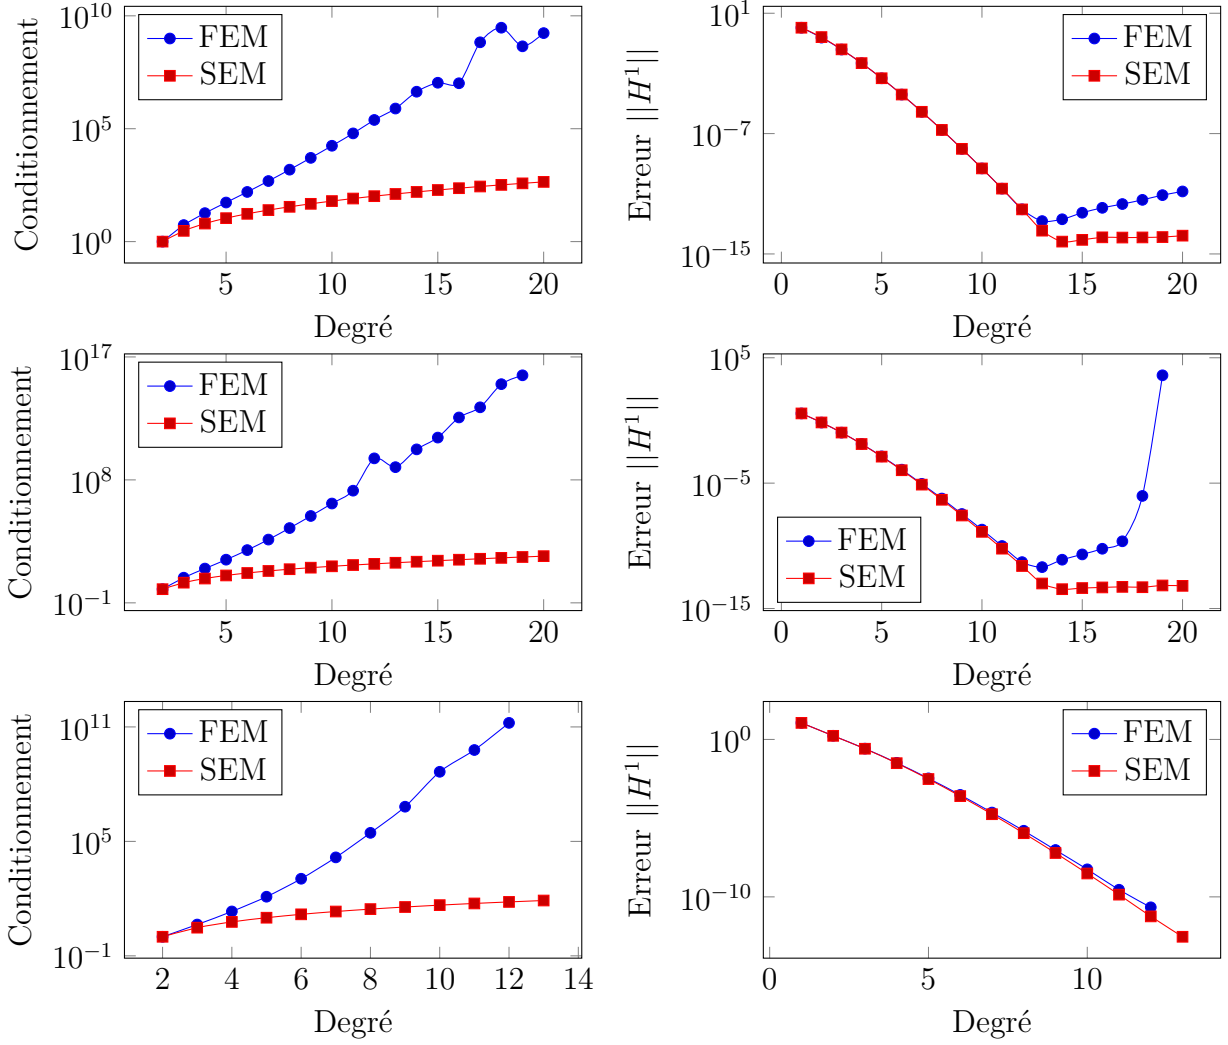 10^10
10^5
10^0
Conditionnement
FEM
SEM
5
10
15
20
Degré
10^1
10^−7
10^−15
Erreur ||H^1||
FEM
SEM
0
5
10
15
20
Degré
10^17
10^8
10^−1
Conditionnement
FEM
SEM
5
10
15
20
Degré
10^5
10^−5
10^−15
Erreur ||H^1||
FEM
SEM
0
5
10
15
20
Degré
10^11
10^5
10^−1
Conditionnement
FEM
SEM
2
4
6
8
10
12
14
Degré
10^0
10^−10
Erreur ||H^1||
FEM
SEM
0
5
10
Degré